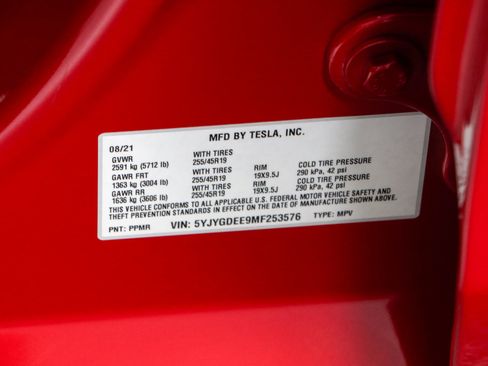 MFD BY TESLA, INC.
08/21
GVWR WITH TIRES
2591 kg (5712 lb) 255/45R19 RIM COLD TIRE PRESSURE
GAWR FRT WITH TIRES 19X9.5J 290 kPa, 42 psi
1363 kg (3004 lb) 255/45R19
GAWR RR WITH TIRES RIM COLD TIRE PRESSURE
1636 kg (3606 lb) 255/45R19 19X9.5J 290 kPa, 42 psi
THIS VEHICLE CONFORMS TO ALL APPLICABLE U.S. FEDERAL MOTOR VEHICLE SAFETY AND
THEFT PREVENTION STANDARDS IN EFFECT ON THE DATE OF MANUFACTURE SHOWN ABOVE.
PNT: PPMR VIN: 5YJYGDEE9MF253576 TYPE: MPV